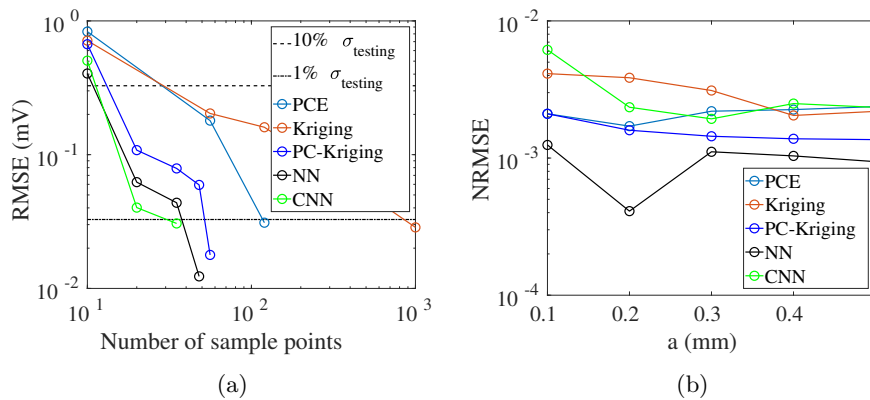 10^0
10^-1
10^-2
RMSE (mV)
10% σ_testing
1% σ_testing
PCE
Kriging
PC-Kriging
NN
CNN
10^1
10^2
10^3
Number of sample points
(a)
10^-2
10^-3
10^-4
NRMSE
PCE
Kriging
PC-Kriging
NN
CNN
0.1
0.2
0.3
0.4
a (mm)
(b)